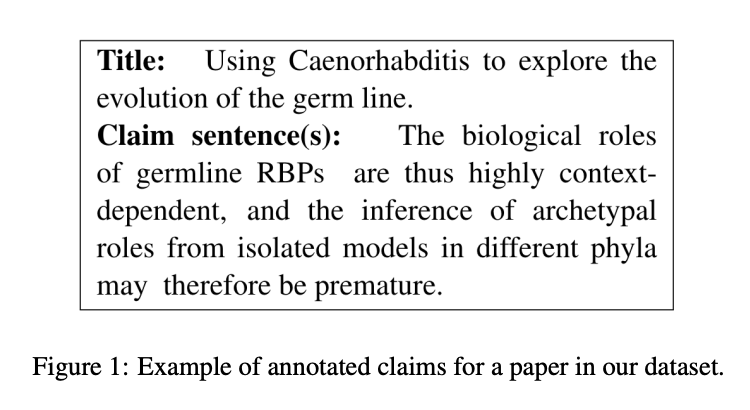 Title: Using Caenorhabditis to explore the
evolution of the germ line.
Claim sentence(s): The biological roles
of germline RBPs are thus highly context-
dependent, and the inference of archetypal
roles from isolated models in different phyla
may therefore be premature.
Figure 1: Example of annotated claims for a paper in our dataset.